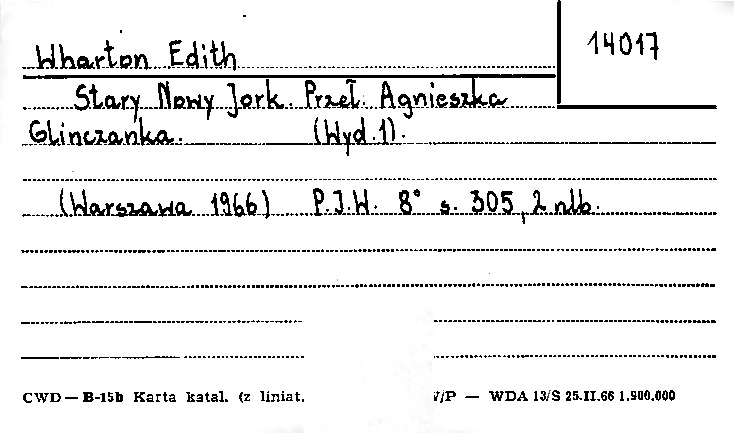 14017
Wharton Edith
Stary Nowy Jork. Przeł. Agnieszka
Glinczanka. (Wyd.1).
(Warszawa 1966) P.I.W. 8° s. 305, 2 nlb.
CWD — B-15b Karta katal. (z liniat. /P — WDA 13/S 25.II.66 1.900.000